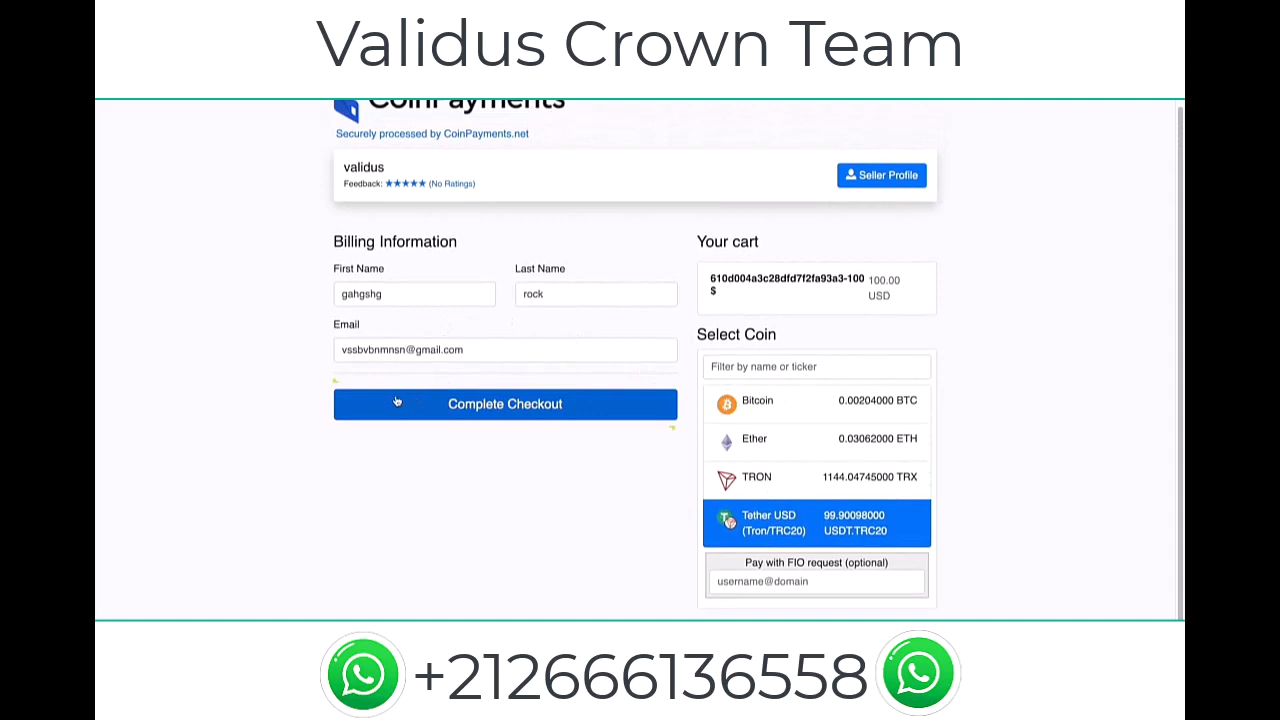 Validus Crown Team
CoinPayments
Securely processed by CoinPayments.net
validus
Feedback: ★★★★★ (No Ratings)
Seller Profile
Billing Information
First Name
Last Name
gahgshg
rock
Email
vssbvbnmnsn@gmail.com
Complete Checkout
Your cart
610d004a3c28dfd7f2fa93a3-100 100.00
$ USD
Select Coin
Filter by name or ticker
Bitcoin 0.00204000 BTC
Ether 0.03062000 ETH
TRON 1144.04745000 TRX
Tether USD 99.90098000
(Tron/TRC20) USDT.TRC20
Pay with FIO request (optional)
username@domain
+212666136558